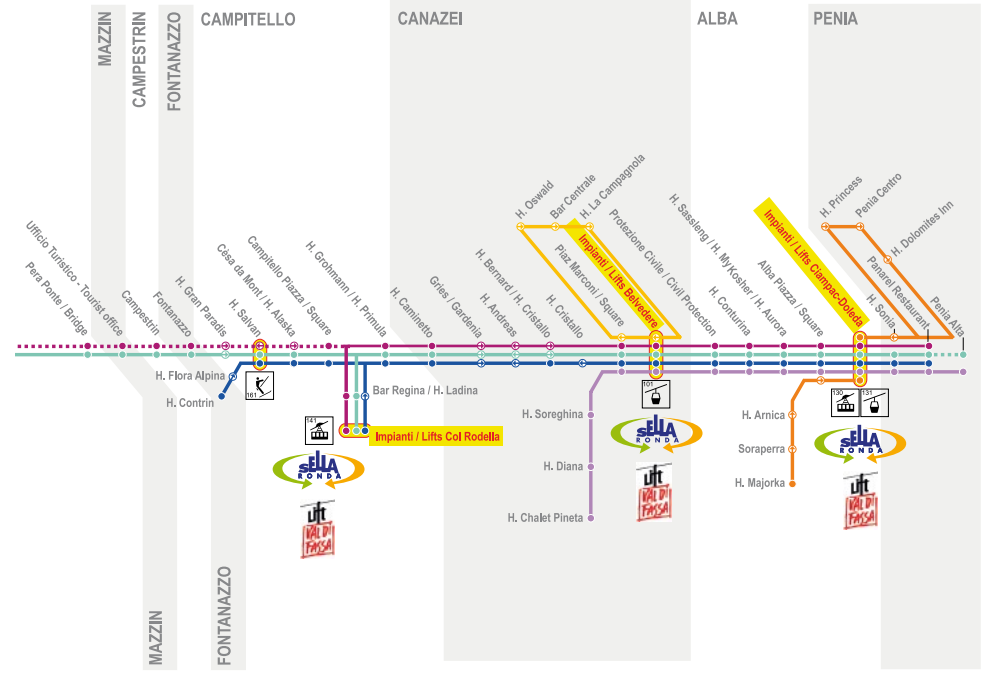 MAZZIN
CAMPESTRIN
FONTANAZZO
CAMPITELLO
CANAZEI
ALBA
PENIA
Pera Ponte / Bridge
Ufficio Turistico - Tourist office
Campestrin
Fontanazzo
H. Gran Paradis
H. Salvan
Cësa da Mont / H. Alaska
Campitello Piazza / Square
H. Grohmann / H. Primula
H. Caminetto
Gries / Gardenia
H. Andreas
H. Bernard / H. Cristallo
H. Cristallo
H. Oswald
Bar Centrale
H. La Campagnola
Piaz Marconi / Square
Impianti / Lifts Belvedere
Protezione Civile / Civil Protection
H. Conturina
H. Sassleng / H. MyKosher / H. Aurora
Alba Piazza / Square
Impianti / Lifts Ciampac-Doleda
H. Princess
Penia Centro
H. Dolomites Inn
H. Sonia
Panarel Restaurant
Penia Alta
H. Flora Alpina
H. Contrin
161
Bar Regina / H. Ladina
141
Impianti / Lifts Col Rodella
SELLA
RONDA
lift
VAL DI
FASSA
H. Soreghina
H. Diana
H. Chalet Pineta
101
SELLA
RONDA
lift
VAL DI
FASSA
H. Arnica
Soraperra
H. Majorka
130
131
SELLA
RONDA
lift
VAL DI
FASSA
MAZZIN
FONTANAZZO